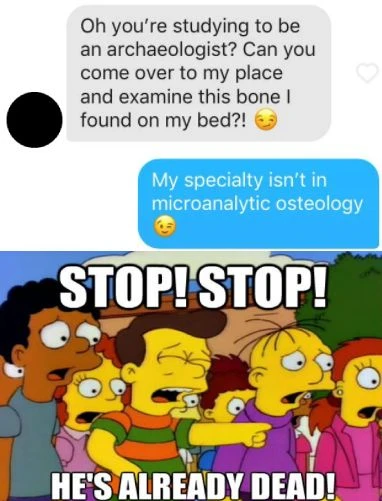 Oh you're studying to be
an archaeologist? Can you
come over to my place
and examine this bone I
found on my bed?! 😏
My specialty isn't in
microanalytic osteology
😉
STOP! STOP!
HE'S ALREADY DEAD!